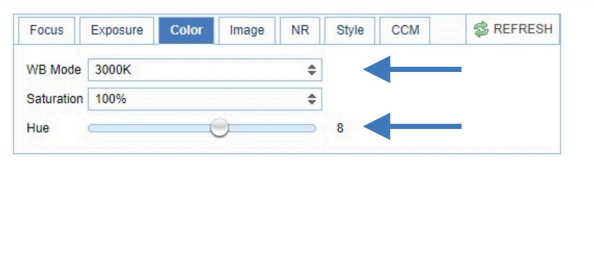 Focus Exposure Color Image NR Style CCM REFRESH
WB Mode 3000K
Saturation 100%
Hue 8